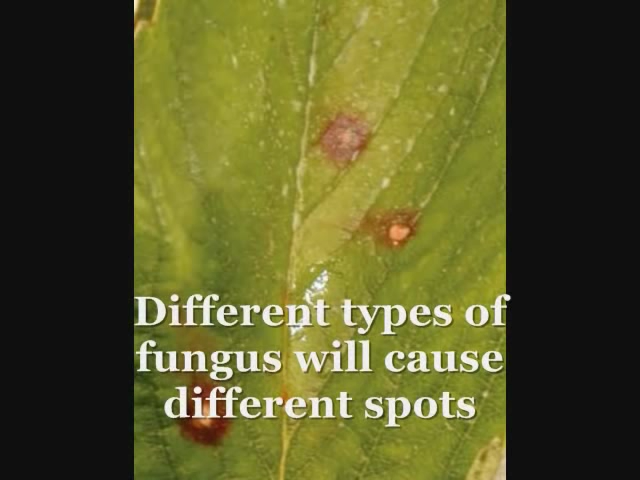 Different types of
fungus will cause
different spots